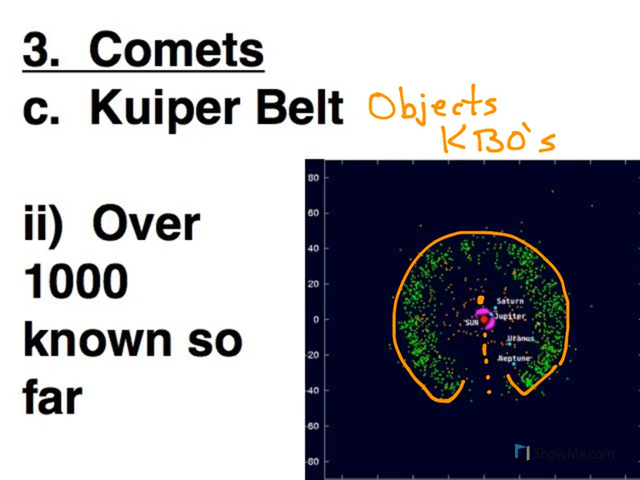 3. Comets
c. Kuiper Belt Objects
KBO's
ii) Over
1000
known so
far
80
60
40
20
0
-20
-40
-60
-80
Saturn
Jupiter
SUN
Uranus
Neptune
ShowMe.com